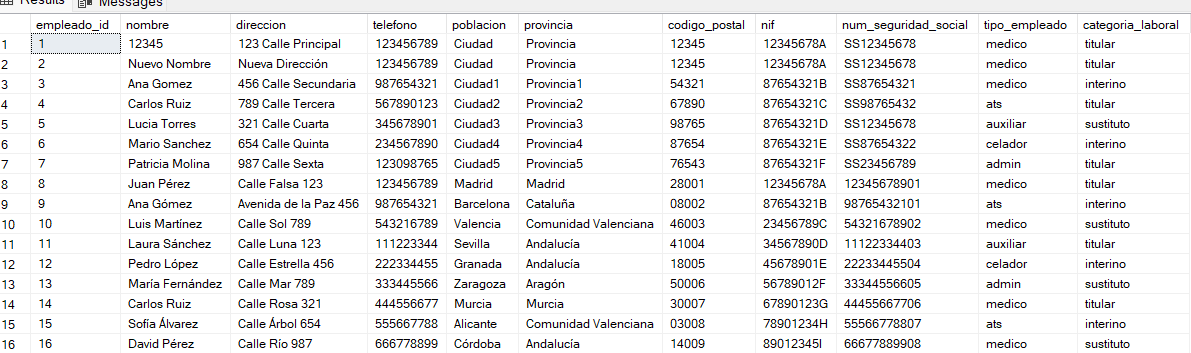 Results Messages
empleado_id nombre direccion telefono poblacion provincia codigo_postal nif num_seguridad_social tipo_empleado categoria_laboral
1 1 12345 123 Calle Principal 123456789 Ciudad Provincia 12345 12345678A SS12345678 medico titular
2 2 Nuevo Nombre Nueva Dirección 123456789 Ciudad Provincia 12345 12345678A SS12345678 medico titular
3 3 Ana Gomez 456 Calle Secundaria 987654321 Ciudad1 Provincia1 54321 87654321B SS87654321 medico interino
4 4 Carlos Ruiz 789 Calle Tercera 567890123 Ciudad2 Provincia2 67890 87654321C SS98765432 ats titular
5 5 Lucia Torres 321 Calle Cuarta 345678901 Ciudad3 Provincia3 98765 87654321D SS12345678 auxiliar sustituto
6 6 Mario Sanchez 654 Calle Quinta 234567890 Ciudad4 Provincia4 87654 87654321E SS87654322 celador interino
7 7 Patricia Molina 987 Calle Sexta 123098765 Ciudad5 Provincia5 76543 87654321F SS23456789 admin titular
8 8 Juan Pérez Calle Falsa 123 123456789 Madrid Madrid 28001 12345678A 12345678901 medico titular
9 9 Ana Gómez Avenida de la Paz 456 987654321 Barcelona Cataluña 08002 87654321B 98765432101 ats interino
10 10 Luis Martínez Calle Sol 789 543216789 Valencia Comunidad Valenciana 46003 23456789C 54321678902 medico sustituto
11 11 Laura Sánchez Calle Luna 123 111223344 Sevilla Andalucía 41004 34567890D 11122334403 auxiliar titular
12 12 Pedro López Calle Estrella 456 222334455 Granada Andalucía 18005 45678901E 22233445504 celador interino
13 13 María Fernández Calle Mar 789 333445566 Zaragoza Aragón 50006 56789012F 33344556605 admin sustituto
14 14 Carlos Ruiz Calle Rosa 321 444556677 Murcia Murcia 30007 67890123G 44455667706 medico titular
15 15 Sofía Álvarez Calle Árbol 654 555667788 Alicante Comunidad Valenciana 03008 78901234H 55566778807 ats interino
16 16 David Pérez Calle Río 987 666778899 Córdoba Andalucía 14009 89012345I 66677889908 medico sustituto